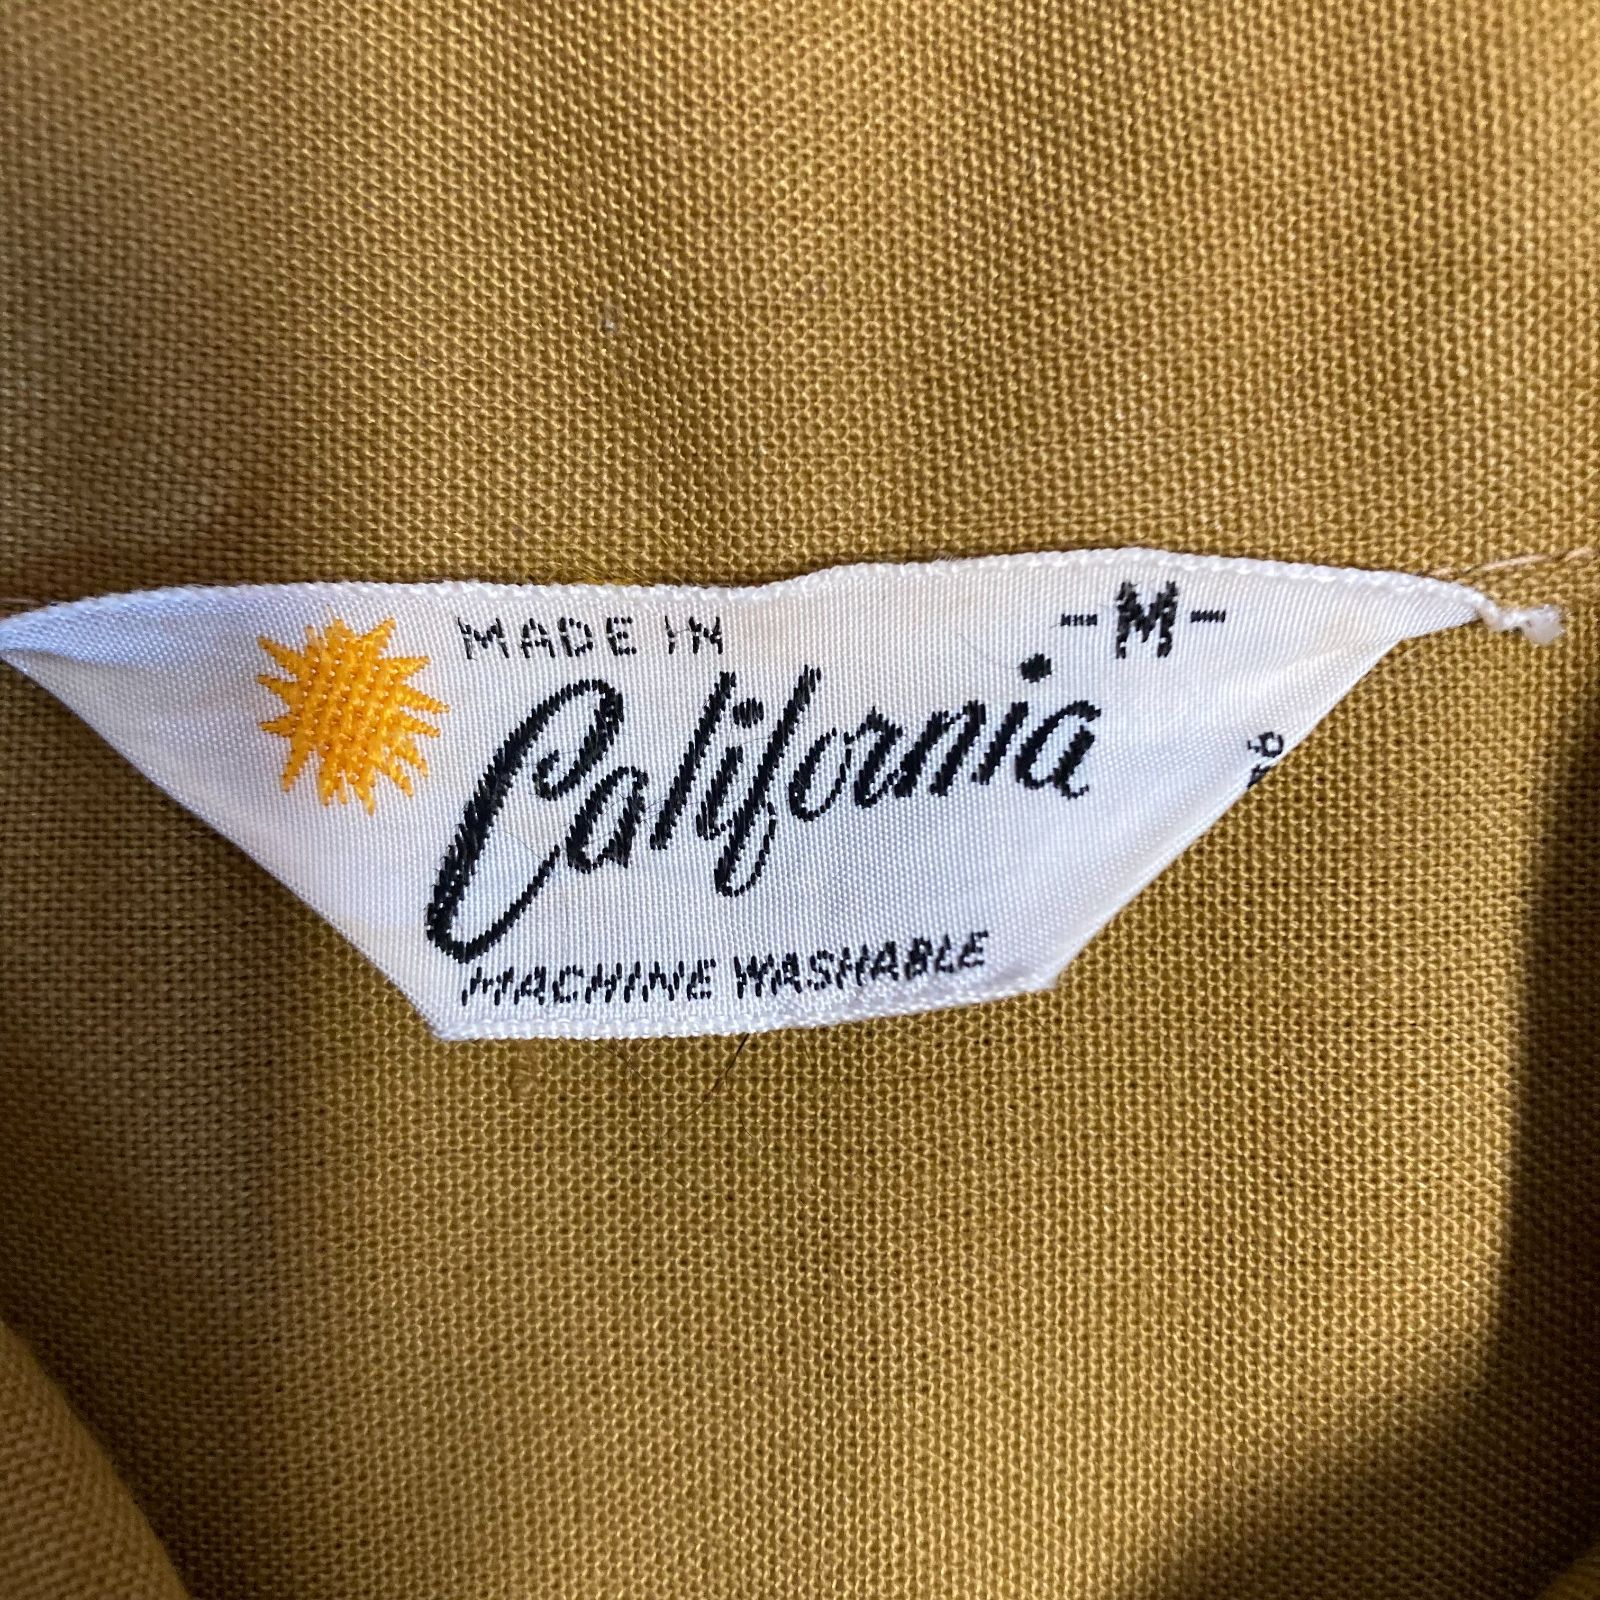 MADE IN
-M-
California
MACHINE WASHABLE